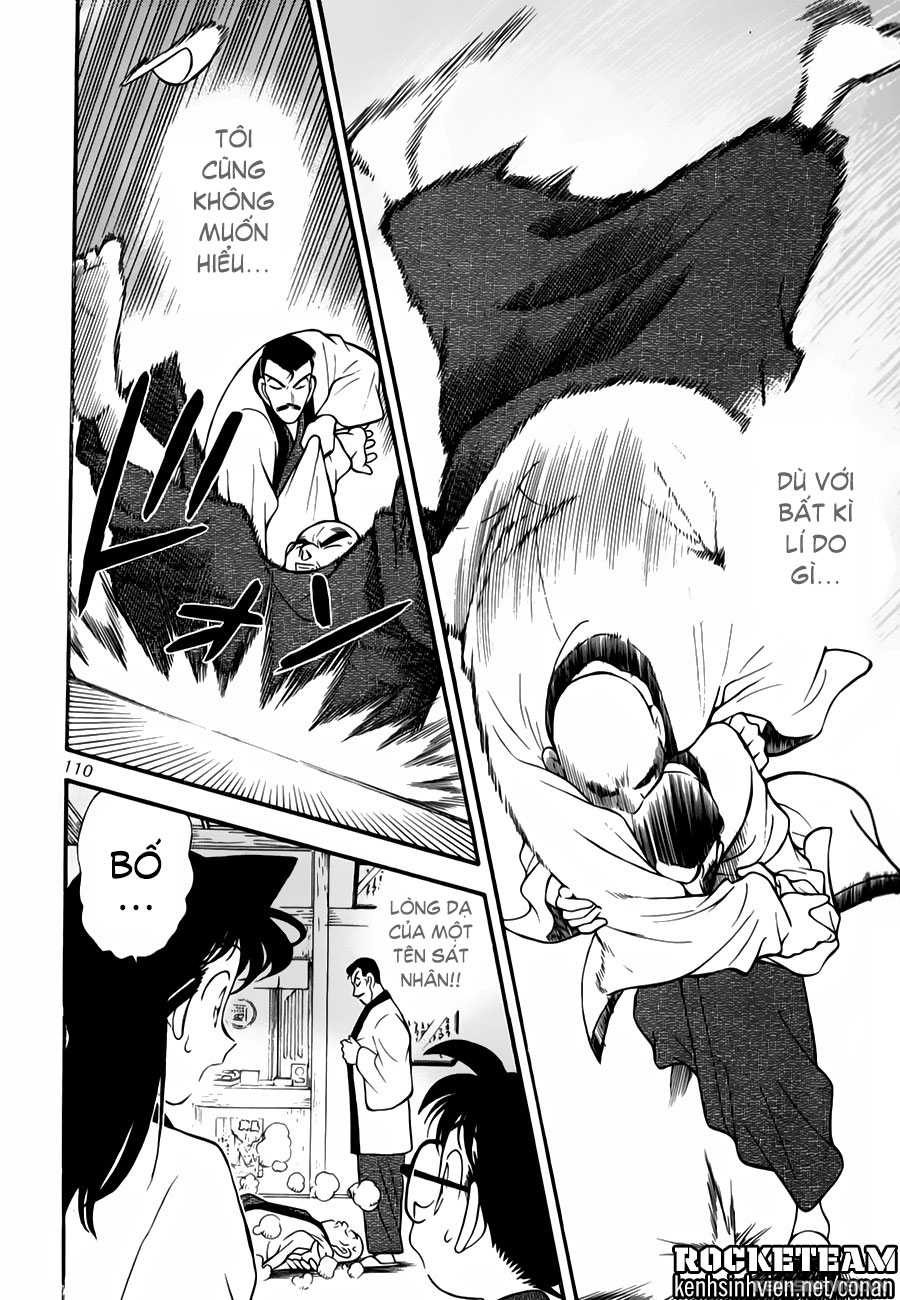 DÙ VỚI
BẤT KÌ
LÍ DO
GÌ...
TÔI
CŨNG
KHÔNG
MUỐN
HIỂU...
110
LÒNG DẠ
CỦA MỘT
TÊN SÁT
NHÂN!!
BỐ
...
ROCKETEAM
kenhsinhvien.net/conan